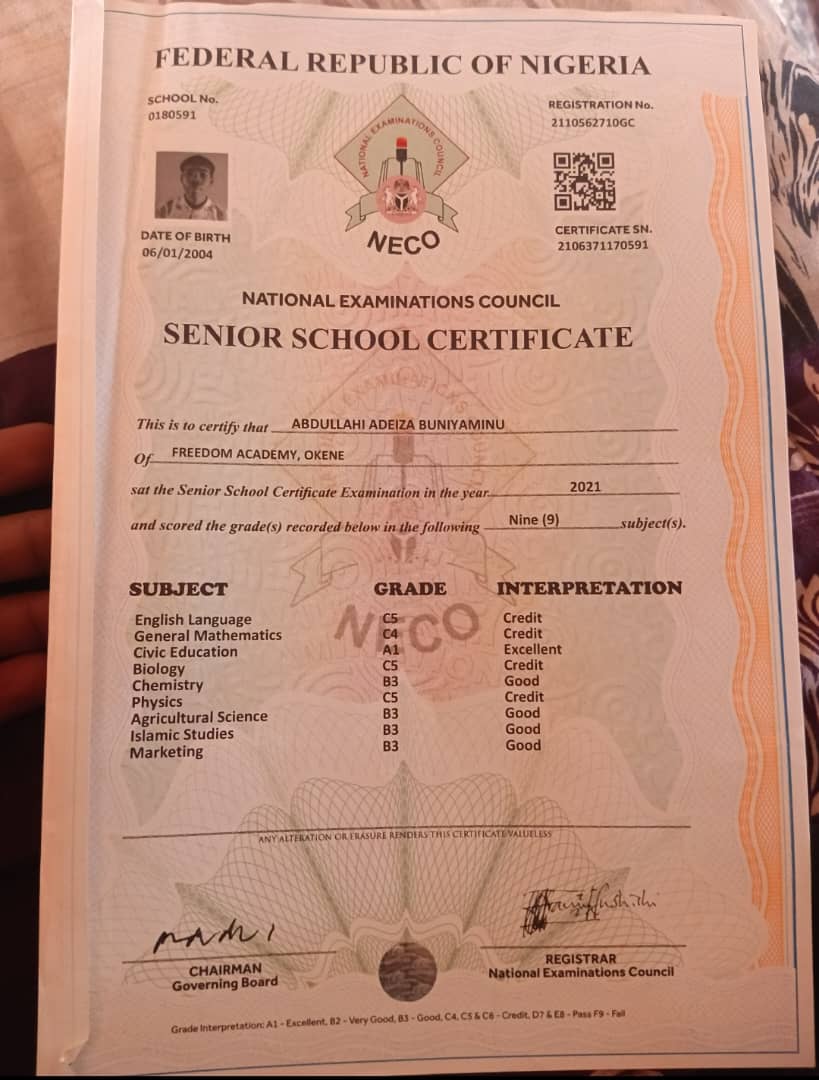 FEDERAL REPUBLIC OF NIGERIA
SCHOOL No.
0180591
REGISTRATION No.
2110562710GC
NATIONAL EXAMINATIONS COUNCIL
NECO
DATE OF BIRTH
06/01/2004
CERTIFICATE SN.
2106371170591
NATIONAL EXAMINATIONS COUNCIL
SENIOR SCHOOL CERTIFICATE
This is to certify that ABDULLAHI ADEIZA BUNIYAMINU
Of FREEDOM ACADEMY, OKENE
sat the Senior School Certificate Examination in the year 2021
and scored the grade(s) recorded below in the following Nine (9) subject(s).
SUBJECT GRADE INTERPRETATION
English Language C5 Credit
General Mathematics C4 Credit
Civic Education A1 Excellent
Biology C5 Credit
Chemistry B3 Good
Physics C5 Credit
Agricultural Science B3 Good
Islamic Studies B3 Good
Marketing B3 Good
NECO
ANY ALTERATION OR ERASURE RENDERS THIS CERTIFICATE VALUELESS
CHAIRMAN
Governing Board
REGISTRAR
National Examinations Council
Grade Interpretation: A1 - Excellent, B2 - Very Good, B3 - Good, C4, C5 & C6 - Credit, D7 & E8 - Pass F9 - Fail